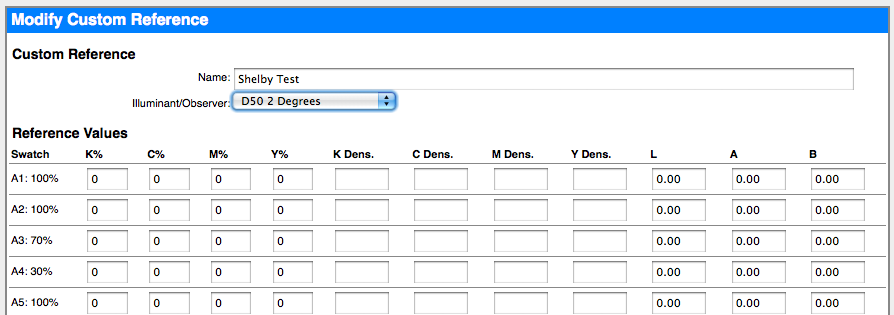 Modify Custom Reference
Custom Reference
Name: Shelby Test
Illuminant/Observer: D50 2 Degrees
Reference Values
Swatch K% C% M% Y% K Dens. C Dens. M Dens. Y Dens. L A B
A1: 100% 0 0 0 0 0.00 0.00 0.00
A2: 100% 0 0 0 0 0.00 0.00 0.00
A3: 70% 0 0 0 0 0.00 0.00 0.00
A4: 30% 0 0 0 0 0.00 0.00 0.00
A5: 100% 0 0 0 0 0.00 0.00 0.00